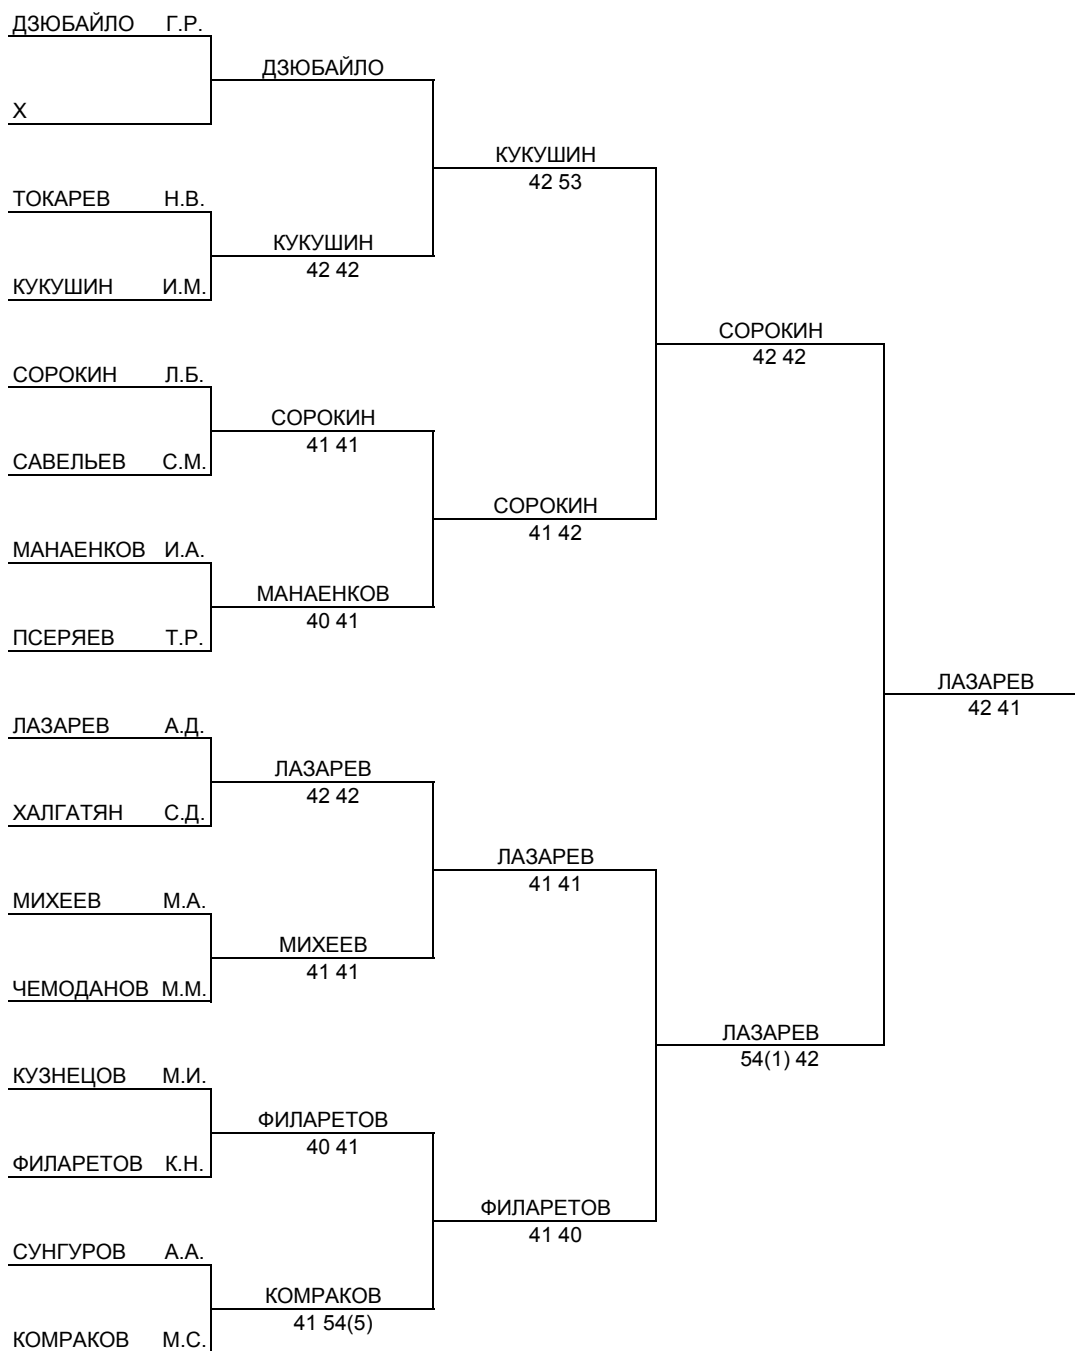 ДЗЮБАЙЛО Г.Р.
ДЗЮБАЙЛО
X
КУКУШИН
42 53
ТОКАРЕВ Н.В.
КУКУШИН
42 42
КУКУШИН И.М.
СОРОКИН
42 42
СОРОКИН Л.Б.
СОРОКИН
41 41
САВЕЛЬЕВ С.М.
СОРОКИН
41 42
МАНАЕНКОВ И.А.
МАНАЕНКОВ
40 41
ПСЕРЯЕВ Т.Р.
ЛАЗАРЕВ
42 41
ЛАЗАРЕВ А.Д.
ЛАЗАРЕВ
42 42
ХАЛГАТЯН С.Д.
ЛАЗАРЕВ
41 41
МИХЕЕВ М.А.
МИХЕЕВ
41 41
ЧЕМОДАНОВ М.М.
ЛАЗАРЕВ
54(1) 42
КУЗНЕЦОВ М.И.
ФИЛАРЕТОВ
40 41
ФИЛАРЕТОВ К.Н.
ФИЛАРЕТОВ
41 40
СУНГУРОВ А.А.
КОМРАКОВ
41 54(5)
КОМРАКОВ М.С.